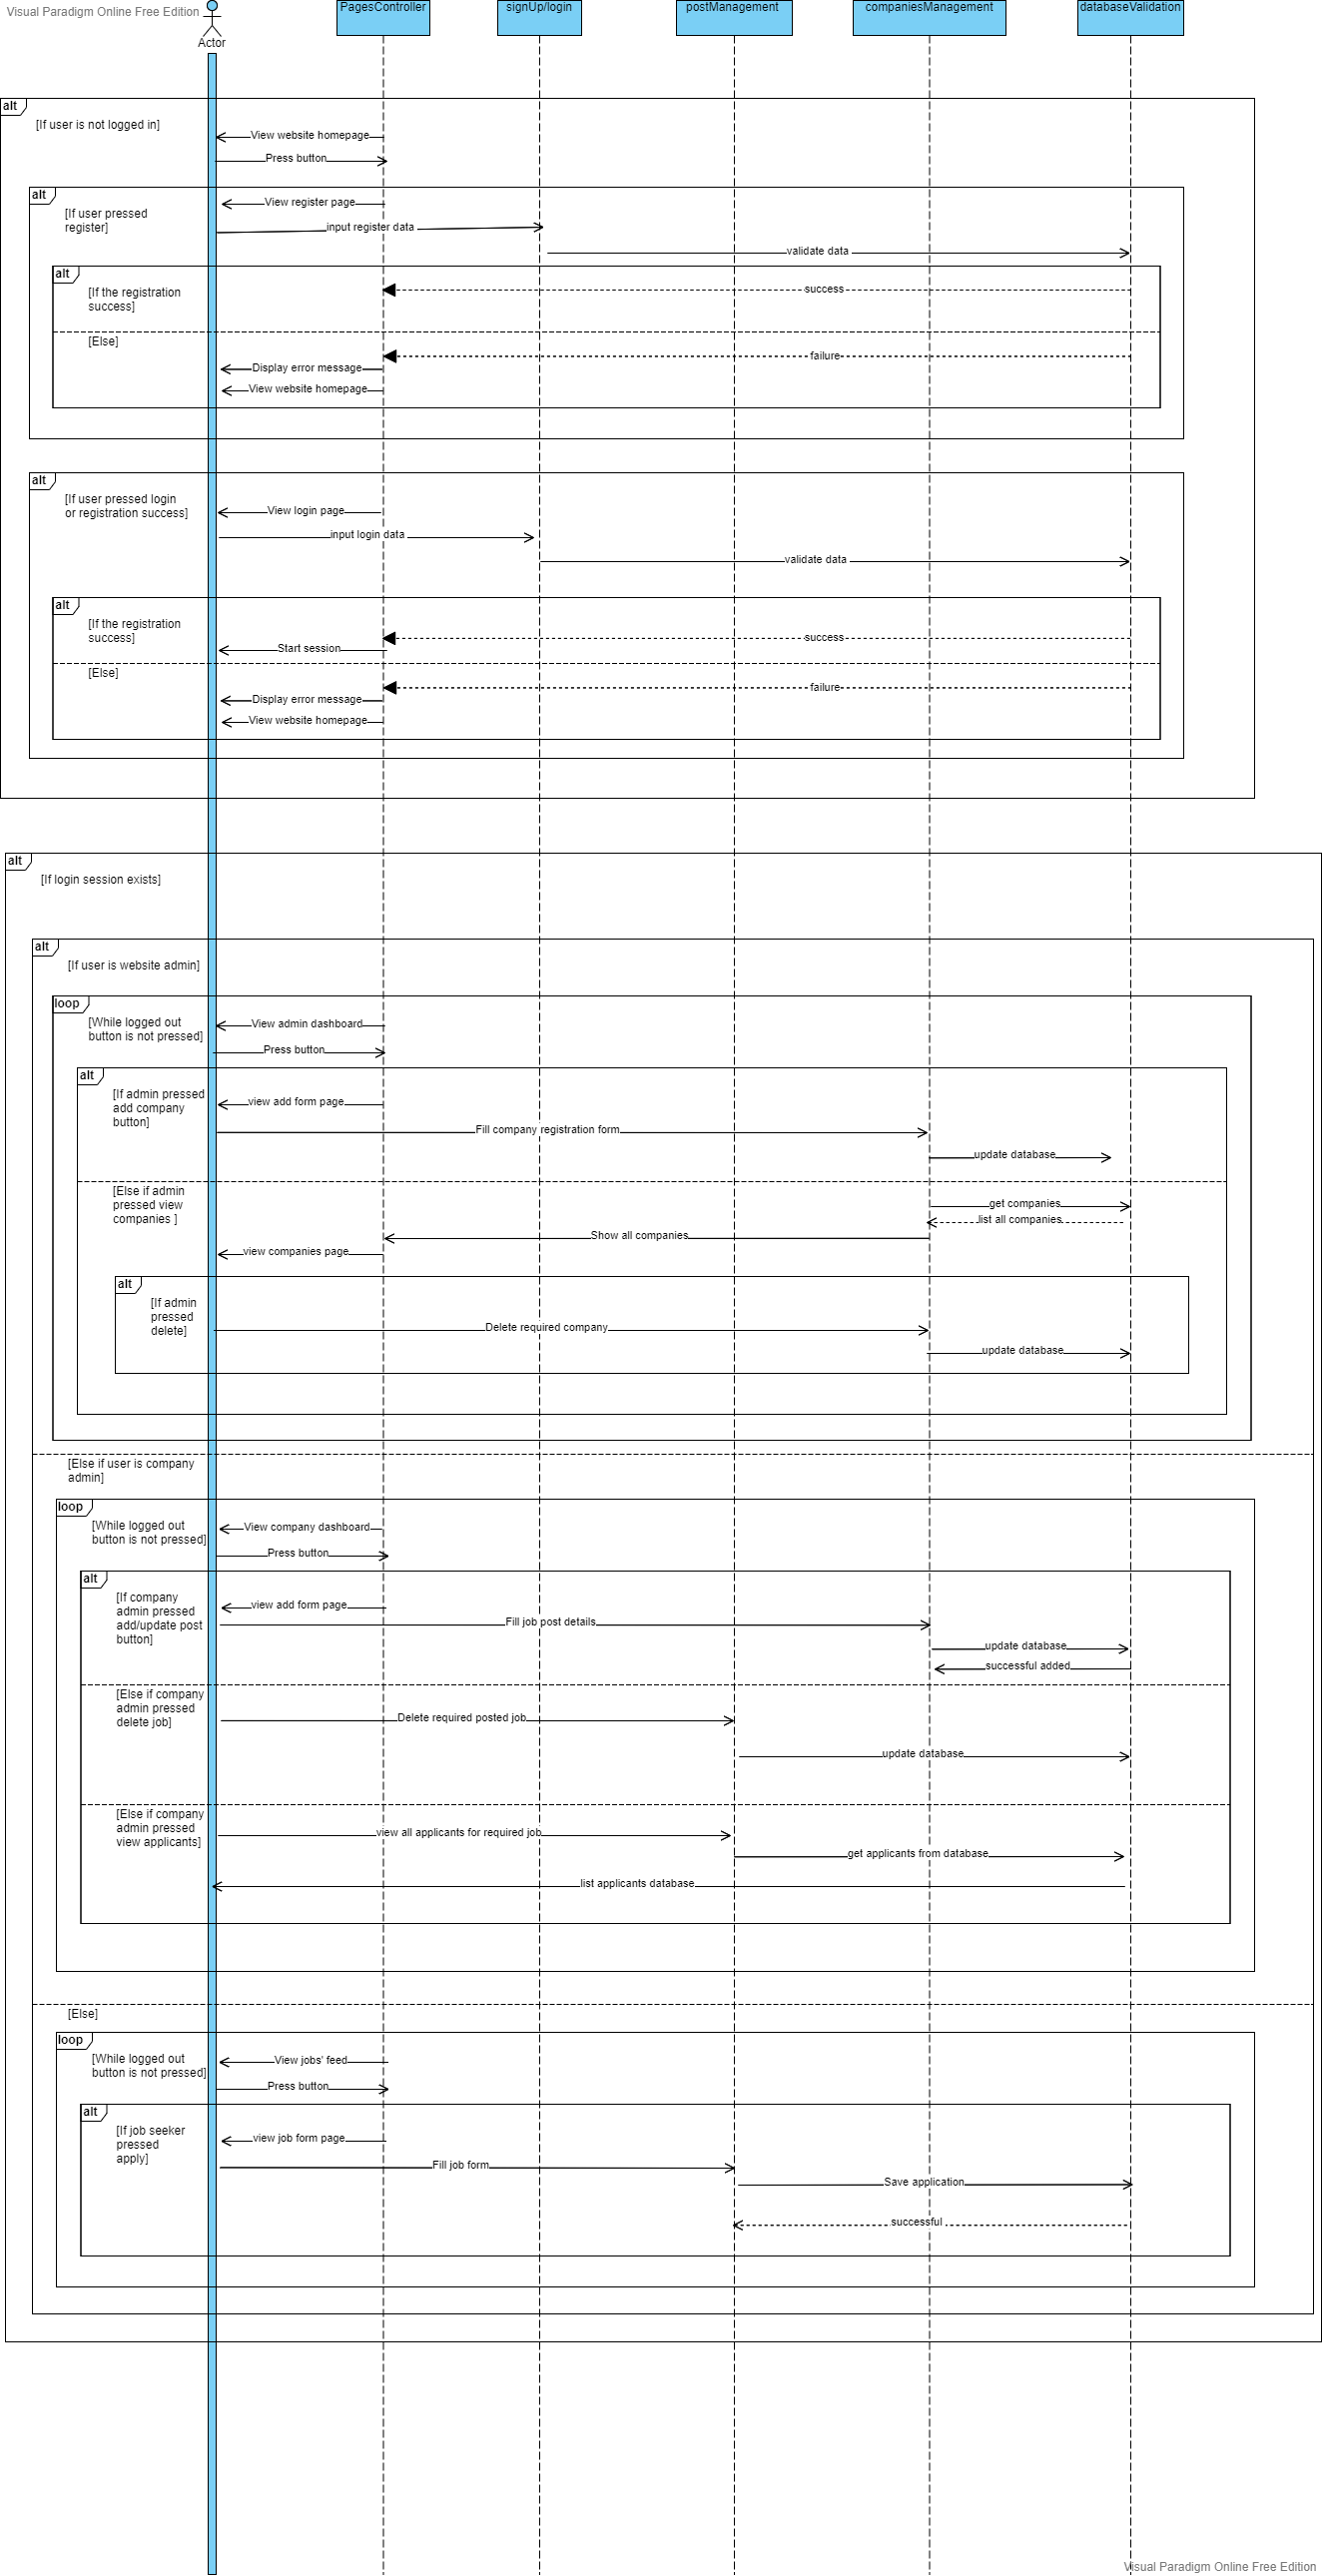 Visual Paradigm Online Free Edition
Actor
PagesController
signUp/login
postManagement
companiesManagement
databaseValidation
alt
[If user is not logged in]
View website homepage
Press button
alt
[If user pressed
register]
View register page
input register data
validate data
alt
[If the registration
success]
success
[Else]
failure
Display error message
View website homepage
alt
[If user pressed login
or registration success]
View login page
input login data
validate data
alt
[If the registration
success]
success
Start session
[Else]
failure
Display error message
View website homepage
alt
[If login session exists]
alt
[If user is website admin]
loop
[While logged out
button is not pressed]
View admin dashboard
Press button
alt
[If admin pressed
add company
button]
view add form page
Fill company registration form
update database
[Else if admin
pressed view
companies ]
get companies
list all companies
Show all companies
view companies page
alt
[If admin
pressed
delete]
Delete required company
update database
[Else if user is company
admin]
loop
[While logged out
button is not pressed]
View company dashboard
Press button
alt
[If company
admin pressed
add/update post
button]
view add form page
Fill job post details
update database
successful added
[Else if company
admin pressed
delete job]
Delete required posted job
update database
[Else if company
admin pressed
view applicants]
view all applicants for required job
get applicants from database
list applicants database
[Else]
loop
[While logged out
button is not pressed]
View jobs' feed
Press button
alt
[If job seeker
pressed
apply]
view job form page
Fill job form
Save application
successful
Visual Paradigm Online Free Edition